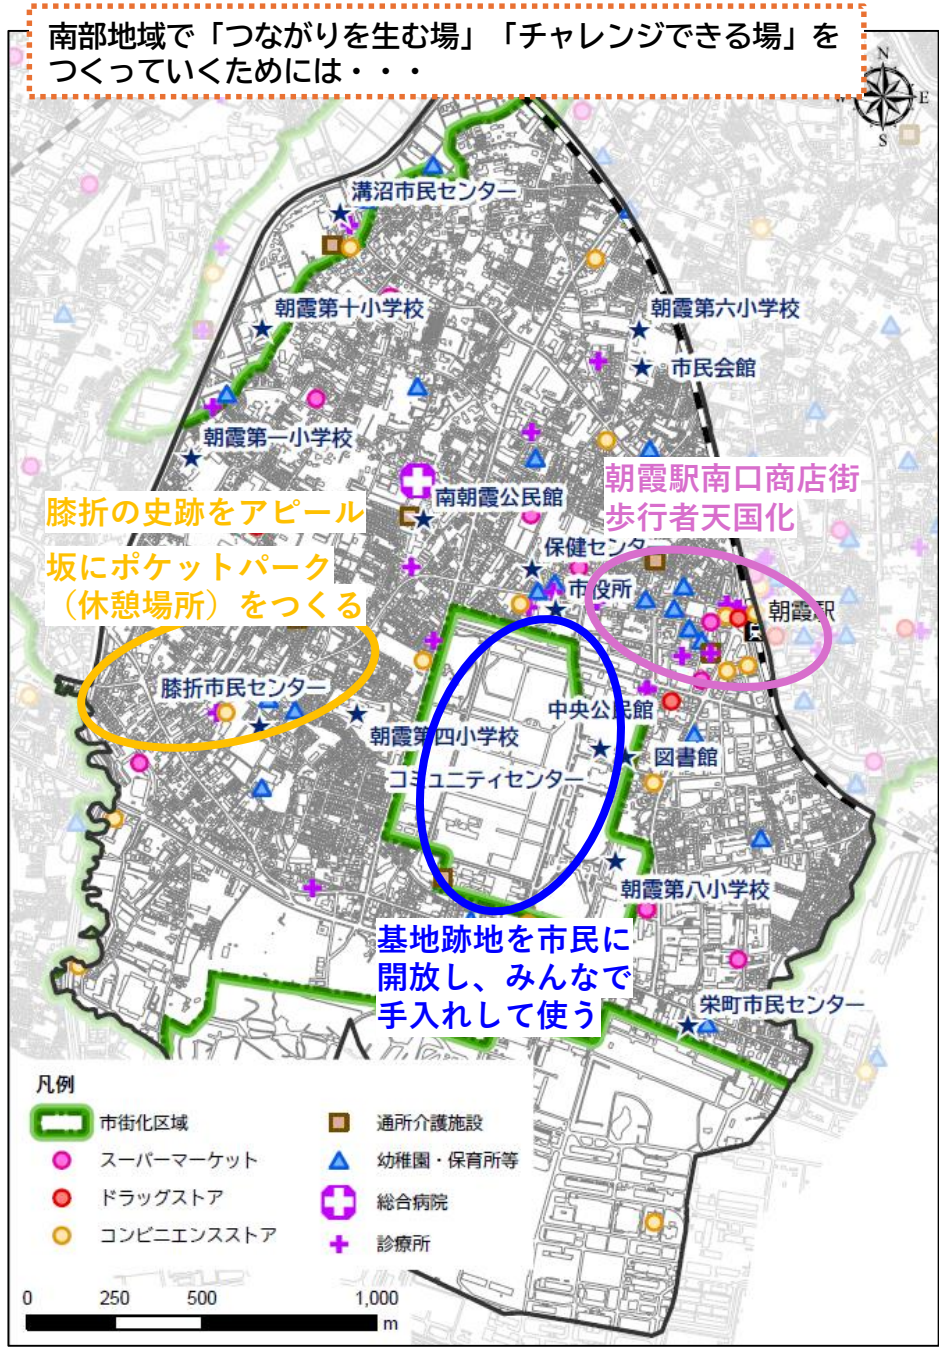 南部地域で「つながりを生む場」「チャレンジできる場」を
つくっていくためには・・・
N
W
E
S
溝沼市民センター
朝霞第十小学校
朝霞第六小学校
市民会館
朝霞第一小学校
朝霞駅南口商店街
歩行者天国化
南朝霞公民館
膝折の史跡をアピール
坂にポケットパーク
（休憩場所）をつくる
保健センター
市役所
朝霞駅
膝折市民センター
中央公民館
朝霞第四小学校
図書館
コミュニティセンター
朝霞第八小学校
基地跡地を市民に
開放し、みんなで
手入れして使う
栄町市民センター
凡例
市街化区域
スーパーマーケット
ドラッグストア
コンビニエンスストア
通所介護施設
幼稚園・保育所等
総合病院
診療所
0 250 500 1,000
m